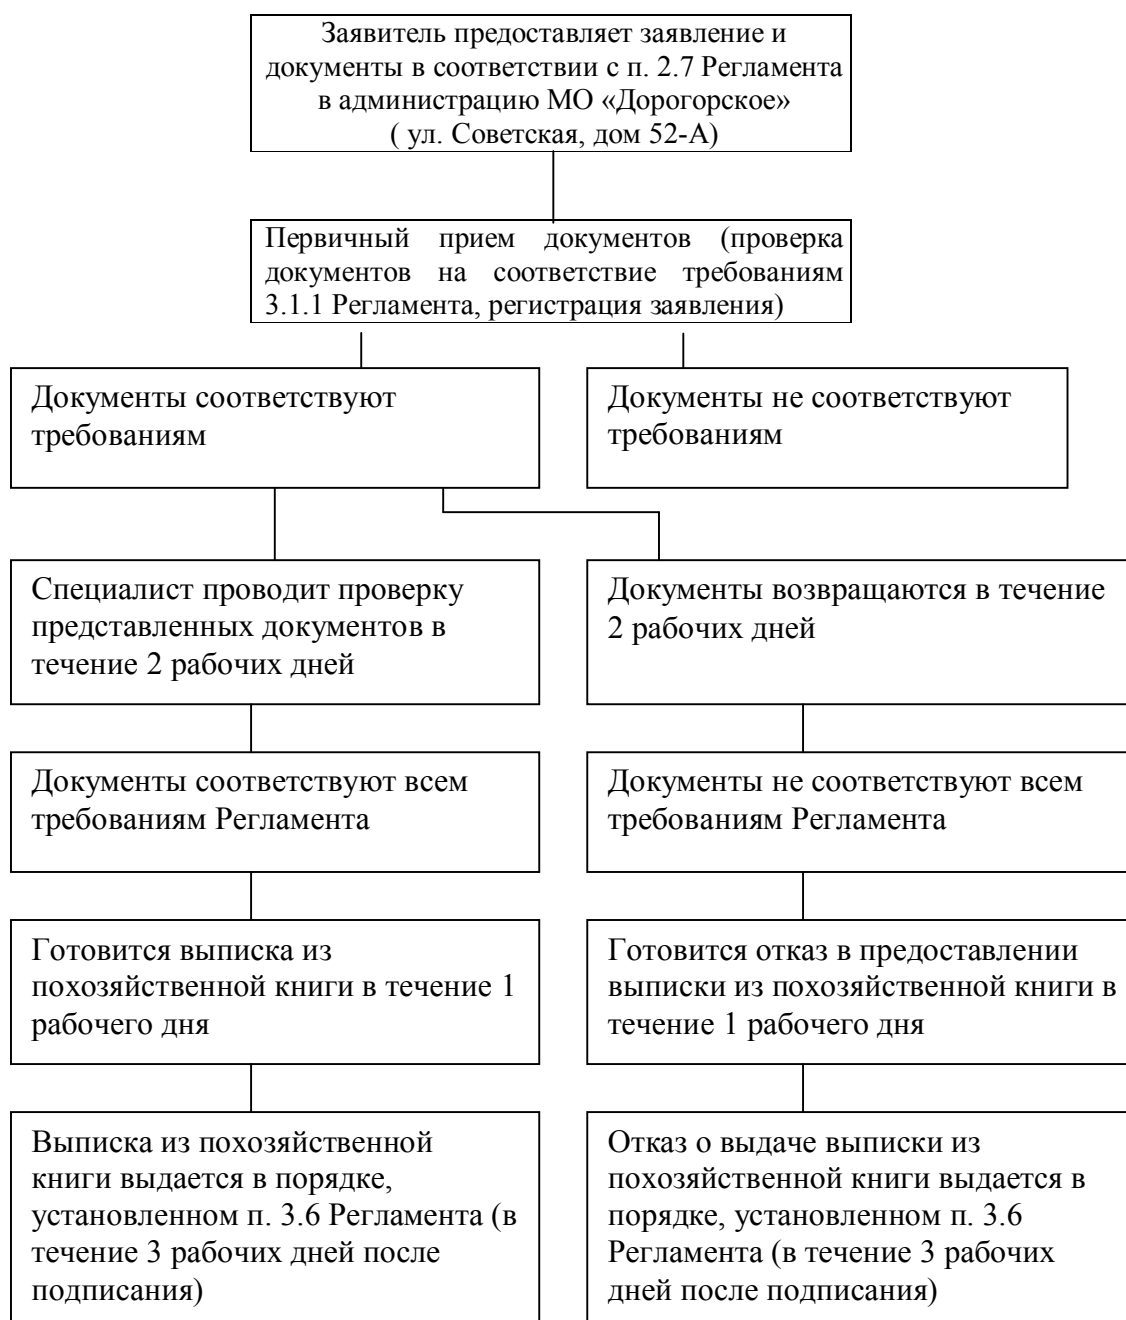 Заявитель предоставляет заявление и
документы в соответствии с п. 2.7 Регламента
в администрацию МО «Дорогорское»
( ул. Советская, дом 52-А)
Первичный прием документов (проверка
документов на соответствие требованиям
3.1.1 Регламента, регистрация заявления)
Документы соответствуют
требованиям
Документы не соответствуют
требованиям
Специалист проводит проверку
представленных документов в
течение 2 рабочих дней
Документы возвращаются в течение
2 рабочих дней
Документы соответствуют всем
требованиям Регламента
Документы не соответствуют всем
требованиям Регламента
Готовится выписка из
похозяйственной книги в течение 1
рабочего дня
Готовится отказ в предоставлении
выписки из похозяйственной книги в
течение 1 рабочего дня
Выписка из похозяйственной
книги выдается в порядке,
установленном п. 3.6 Регламента (в
течение 3 рабочих дней после
подписания)
Отказ о выдаче выписки из
похозяйственной книги выдается в
порядке, установленном п. 3.6
Регламента (в течение 3 рабочих
дней после подписания)